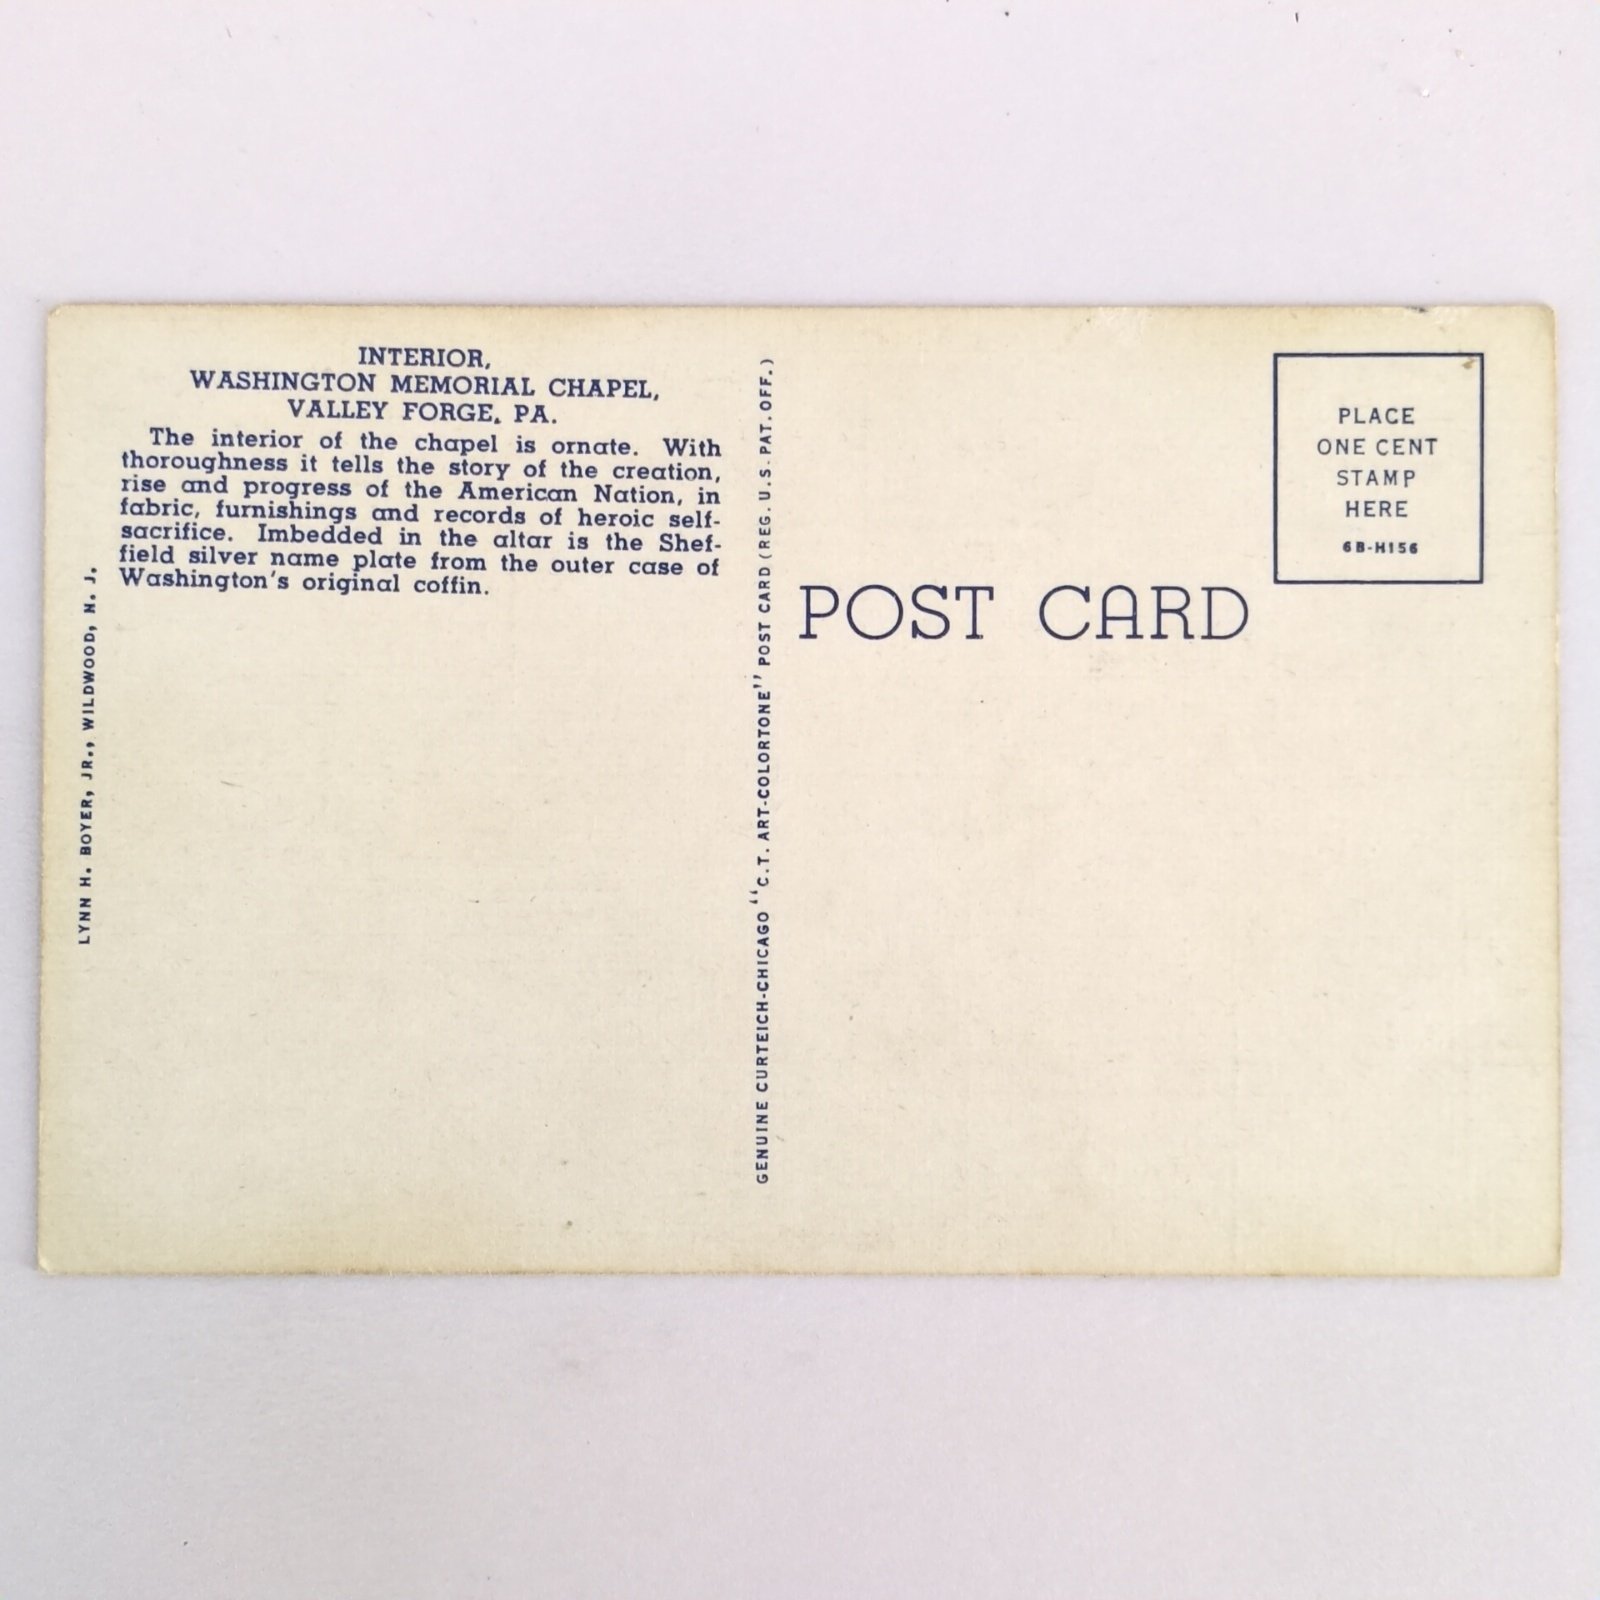 INTERIOR,
WASHINGTON MEMORIAL CHAPEL,
VALLEY FORGE, PA.
The interior of the chapel is ornate. With
thoroughness it tells the story of the creation,
rise and progress of the American Nation, in
fabric, furnishings and records of heroic self-
sacrifice. Imbedded in the altar is the Shef-
field silver name plate from the outer case of
Washington's original coffin.
LYNN H. BOYER, JR., WILDWOOD, N. J.
GENUINE CURTEICH-CHICAGO "C.T. ART-COLORTONE" POST CARD (REG. U.S. PAT. OFF.)
POST CARD
PLACE
ONE CENT
STAMP
HERE
6B-H156